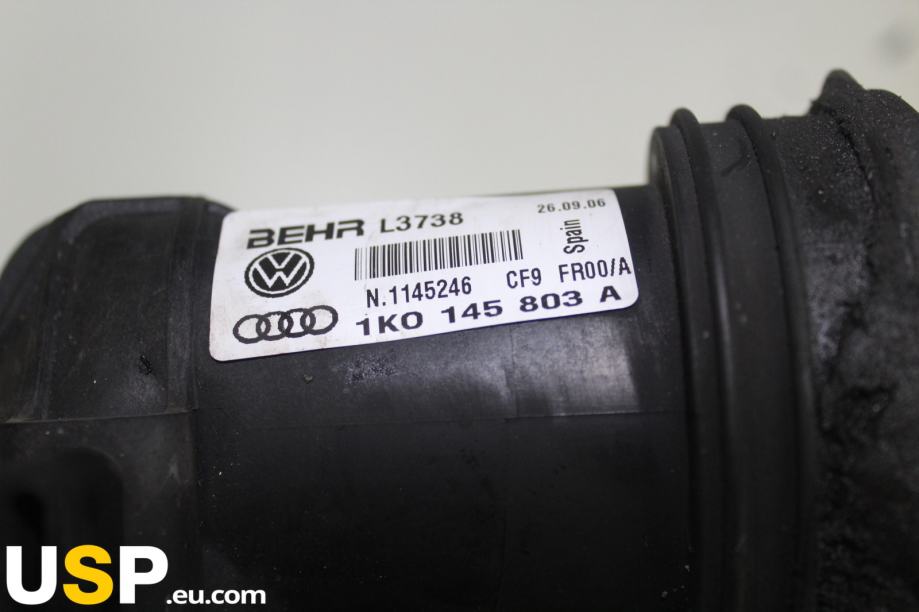 BEHR L3738 26.09.06
Spain
N.1145246 CF9 FR00/A
1K0 145 803 A
USP.eu.com